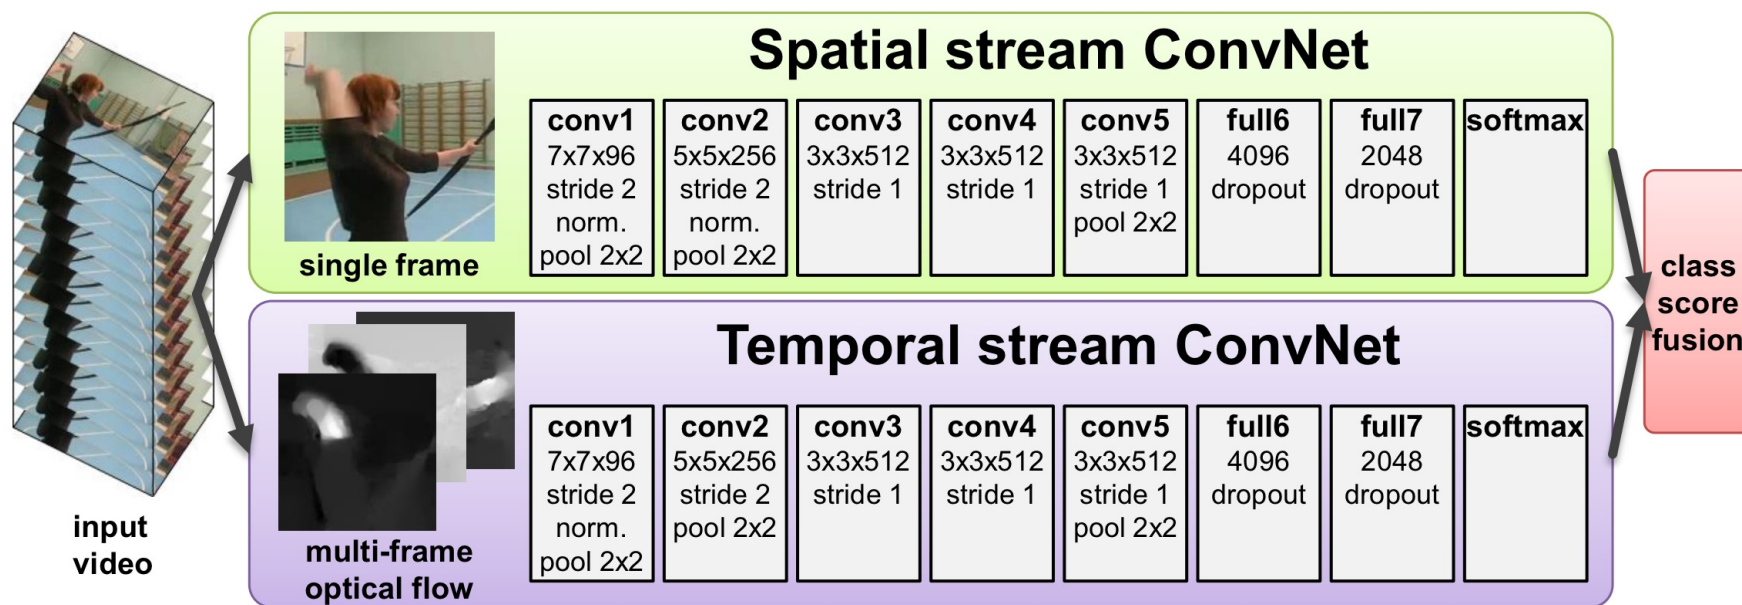 Spatial stream ConvNet
single frame
conv1
7x7x96
stride 2
norm.
pool 2x2
conv2
5x5x256
stride 2
norm.
pool 2x2
conv3
3x3x512
stride 1
conv4
3x3x512
stride 1
conv5
3x3x512
stride 1
pool 2x2
full6
4096
dropout
full7
2048
dropout
softmax
Temporal stream ConvNet
multi-frame
optical flow
conv1
7x7x96
stride 2
norm.
pool 2x2
conv2
5x5x256
stride 2
pool 2x2
conv3
3x3x512
stride 1
conv4
3x3x512
stride 1
conv5
3x3x512
stride 1
pool 2x2
full6
4096
dropout
full7
2048
dropout
softmax
input
video
class
score
fusion